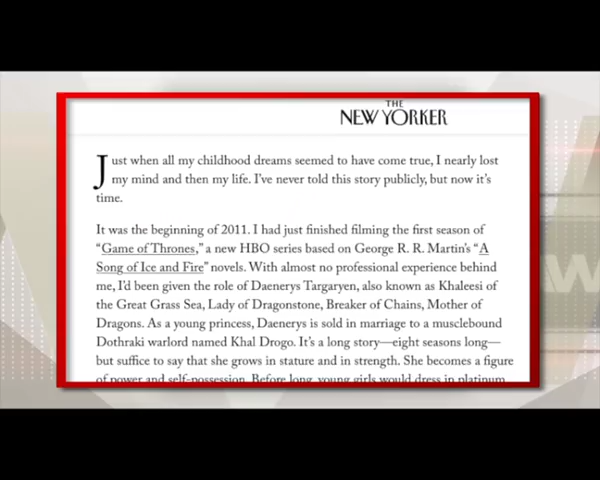 THE
NEW YORKER
Just when all my childhood dreams seemed to have come true, I nearly lost
my mind and then my life. I've never told this story publicly, but now it's
time.
It was the beginning of 2011. I had just finished filming the first season of
“Game of Thrones,” a new HBO series based on George R. R. Martin's “A
Song of Ice and Fire” novels. With almost no professional experience behind
me, I'd been given the role of Daenerys Targaryen, also known as Khaleesi of
the Great Grass Sea, Lady of Dragonstone, Breaker of Chains, Mother of
Dragons. As a young princess, Daenerys is sold in marriage to a musclebound
Dothraki warlord named Khal Drogo. It's a long story—eight seasons long—
but suffice to say that she grows in stature and in strength. She becomes a figure
of power and self-possession. Before long, young girls would dress in platinum
W